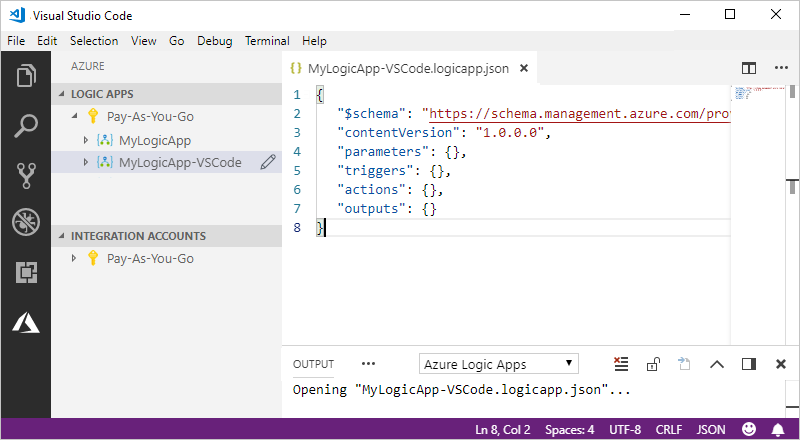 Visual Studio Code
File Edit Selection View Go Debug Terminal Help
AZURE
LOGIC APPS
Pay-As-You-Go
MyLogicApp
MyLogicApp-VSCode
INTEGRATION ACCOUNTS
Pay-As-You-Go
{} MyLogicApp-VSCode.logicapp.json
1 {
2 "$schema": "https://schema.management.azure.com/prov
3 "contentVersion": "1.0.0.0",
4 "parameters": {},
5 "triggers": {},
6 "actions": {},
7 "outputs": {}
8 }
OUTPUT ••• Azure Logic Apps
Opening "MyLogicApp-VSCode.logicapp.json"...
Ln 8, Col 2 Spaces: 4 UTF-8 CRLF JSON